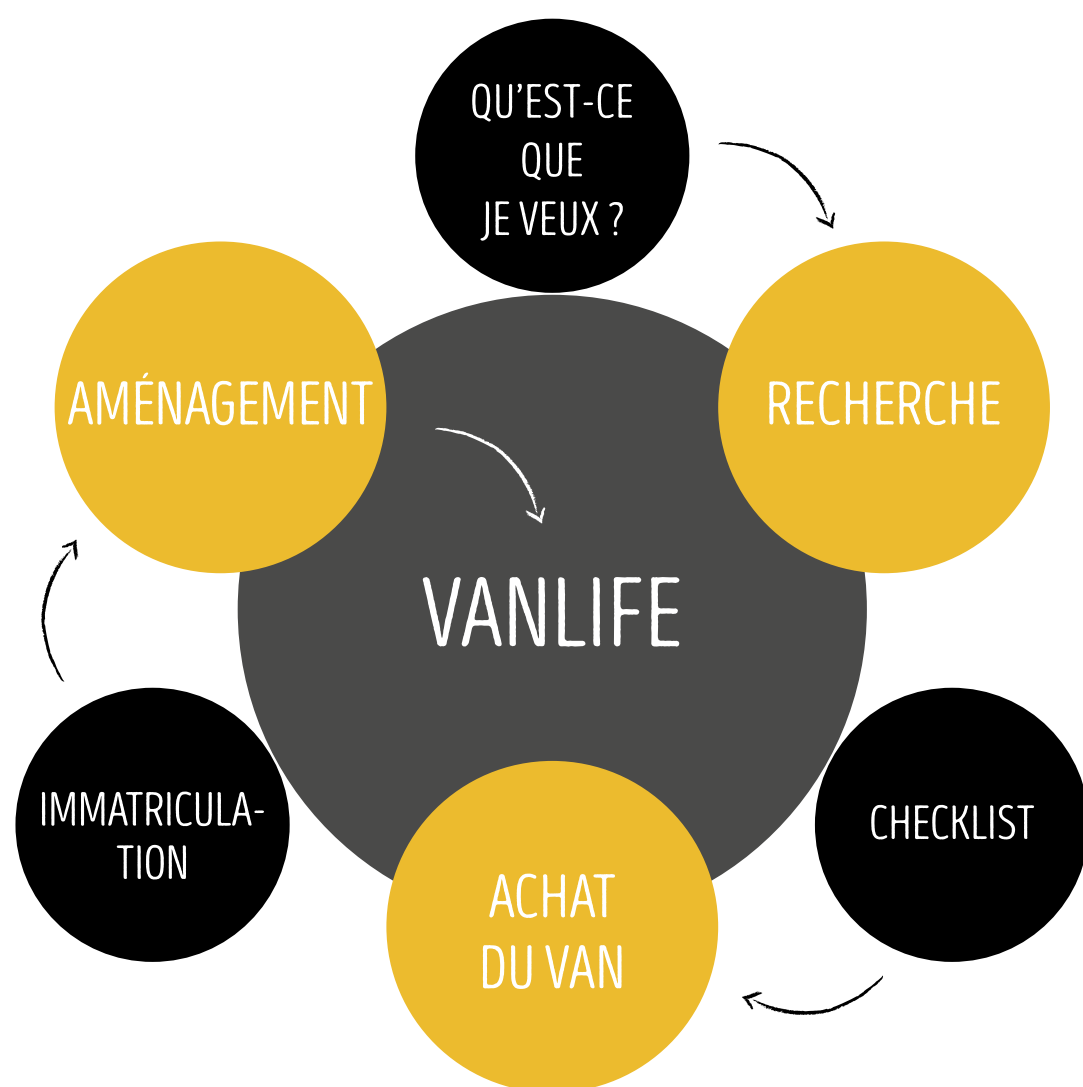 QU'EST-CE
QUE
JE VEUX ?
AMÉNAGEMENT
RECHERCHE
VANLIFE
IMMATRICULA-
TION
CHECKLIST
ACHAT
DU VAN